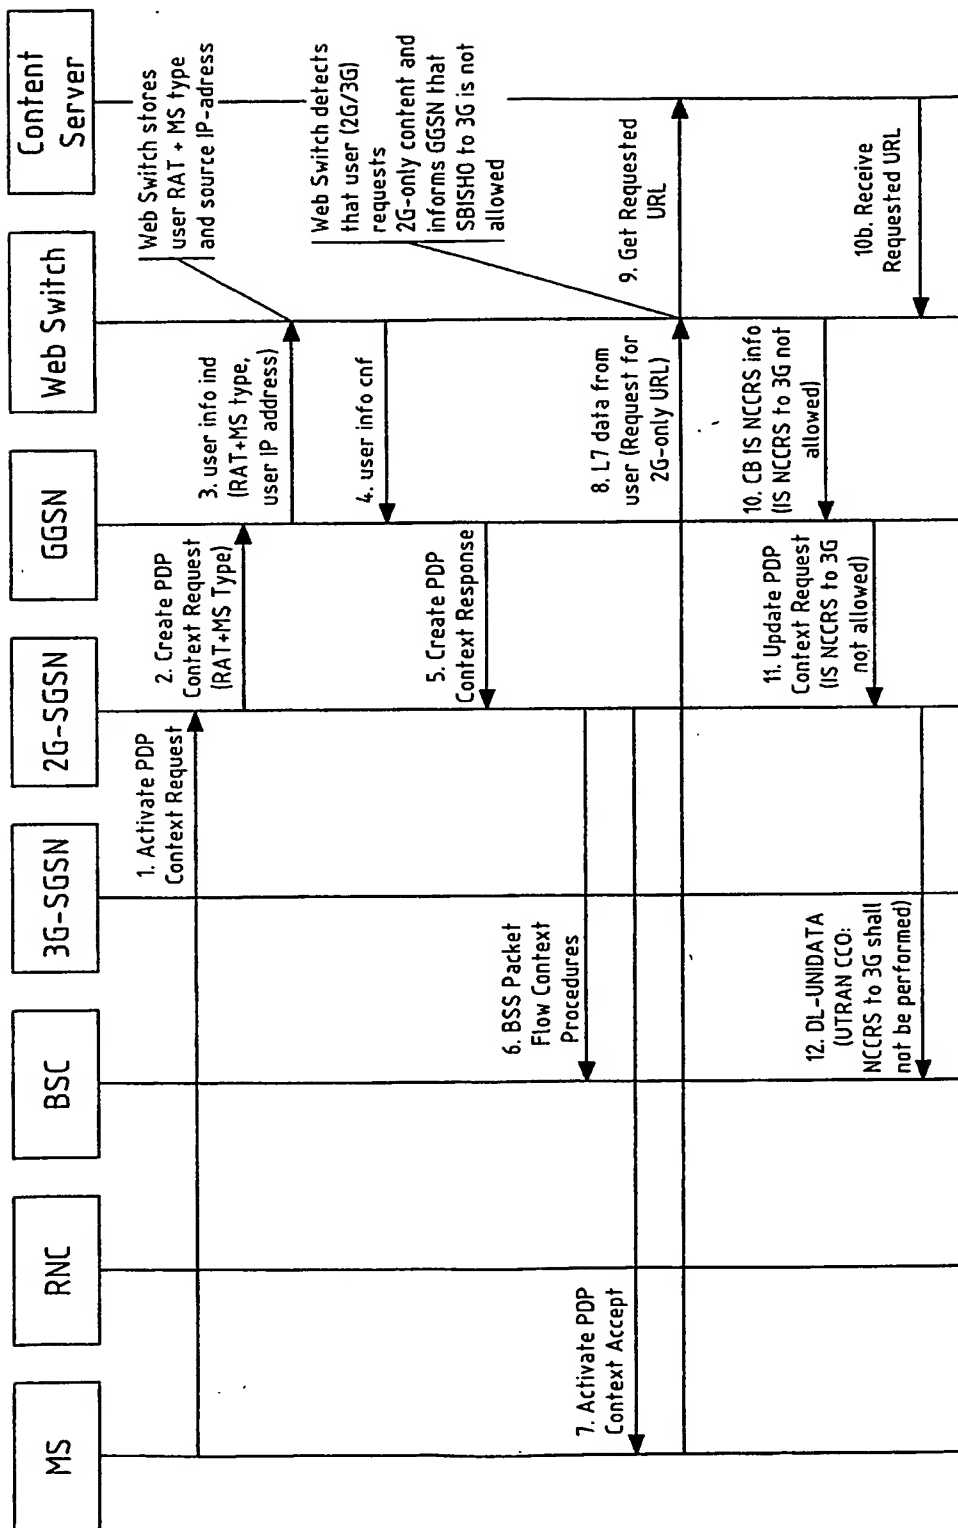 MS
RNC
BSC
3G-SGSN
2G-SGSN
GGSN
Web Switch
Content
Server
1. Activate PDP
Context Request
2. Create PDP
Context Request
(RAT+MS Type)
3. user info ind
(RAT+MS type,
user IP address)
Web Switch stores
user RAT + MS type
and source IP-adress
4. user info cnf
5. Create PDP
Context Response
6. BSS Packet
Flow Context
Procedures
7. Activate PDP
Context Accept
8. L7 data from
user (Request for
2G-only URL)
Web Switch detects
that user (2G/3G)
requests
2G-only content and
informs GGSN that
SBISHO to 3G is not
allowed
9. Get Requested
URL
10. CB IS NCCRS info
(IS NCCRS to 3G not
allowed)
11. Update PDP
Context Request
(IS NCCRS to 3G
not allowed)
12. DL-UNIDATA
(UTRAN CCO:
NCCRS to 3G shall
not be performed)
10b. Receive
Requested URL